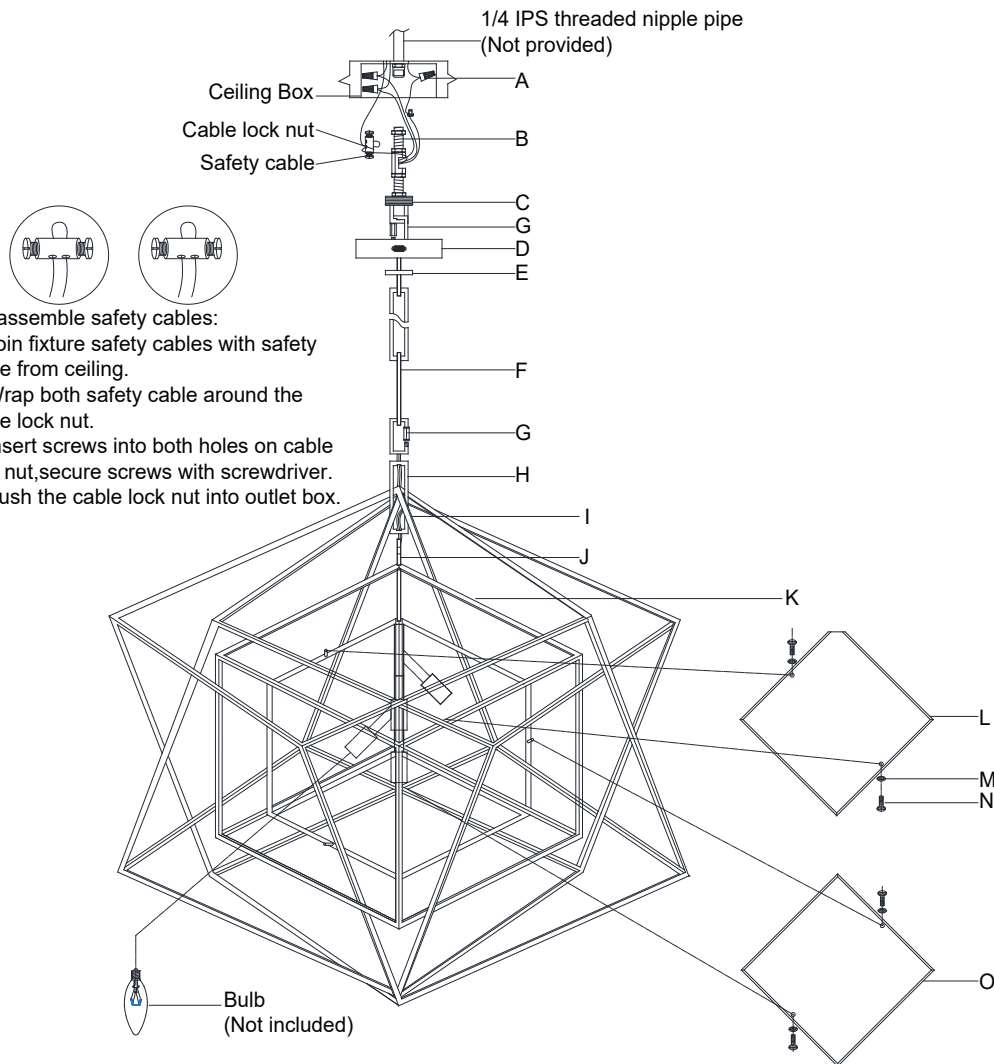 1/4 IPS threaded nipple pipe
(Not provided)
A
Ceiling Box
Cable lock nut
B
Safety cable
C
G
D
E
assemble safety cables:
oin fixture safety cables with safety
e from ceiling.
Wrap both safety cable around the
e lock nut.
nsert screws into both holes on cable
nut,secure screws with screwdriver.
ush the cable lock nut into outlet box.
F
G
H
I
J
K
L
M
N
O
Bulb
(Not included)